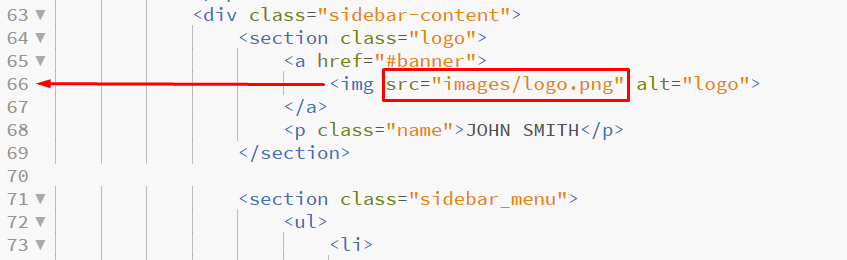 63 ▼ <div class="sidebar-content">
64 ▼ <section class="logo">
65 ▼ <a href="#banner">
66 <img src="images/logo.png" alt="logo">
67 </a>
68 <p class="name">JOHN SMITH</p>
69 </section>
70
71 ▼ <section class="sidebar_menu">
72 ▼ <ul>
73 ▼ <li>